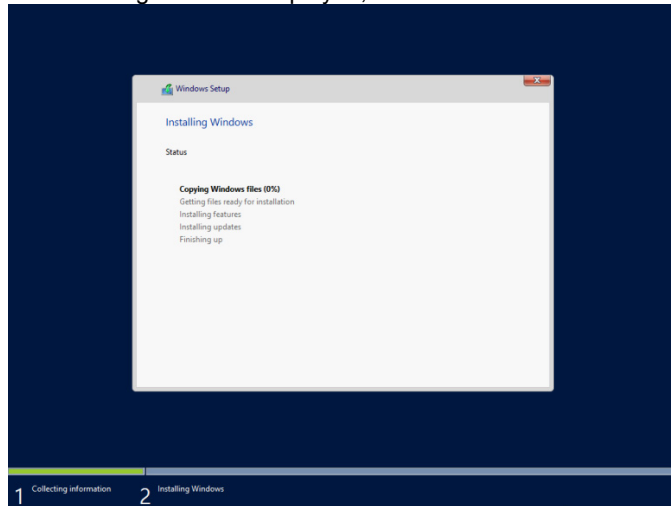 Windows Setup
Installing Windows
Status
Copying Windows files (0%)
Getting files ready for installation
Installing features
Installing updates
Finishing up
1 Collecting information 2 Installing Windows